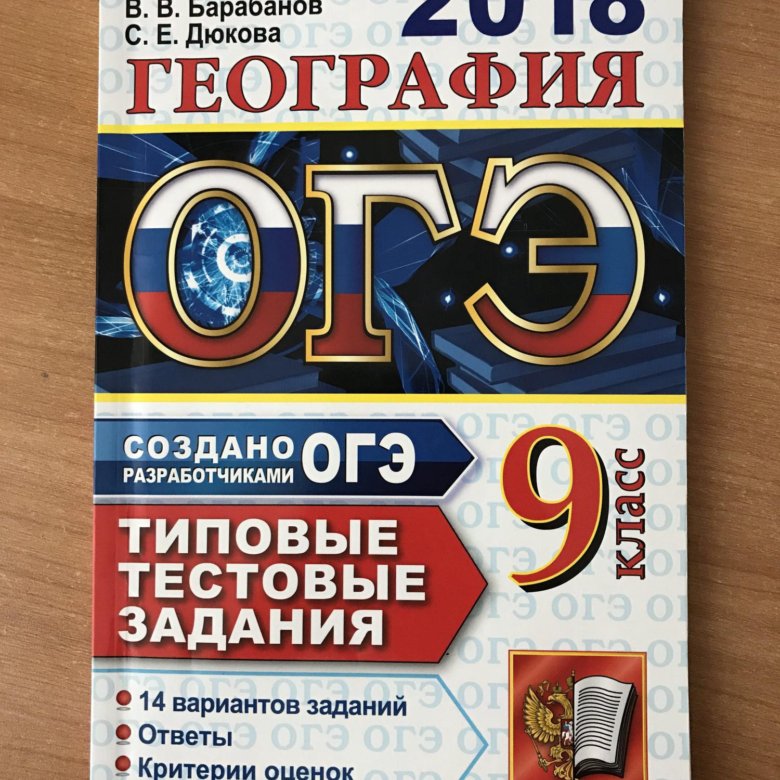 В. В. Барабанов
С. Е. Дюкова
2018
ГЕОГРАФИЯ
ОГЭ
СОЗДАНО
РАЗРАБОТЧИКАМИ ОГЭ
9 класс
ТИПОВЫЕ
ТЕСТОВЫЕ
ЗАДАНИЯ
14 вариантов заданий
Ответы
Критерии оценок